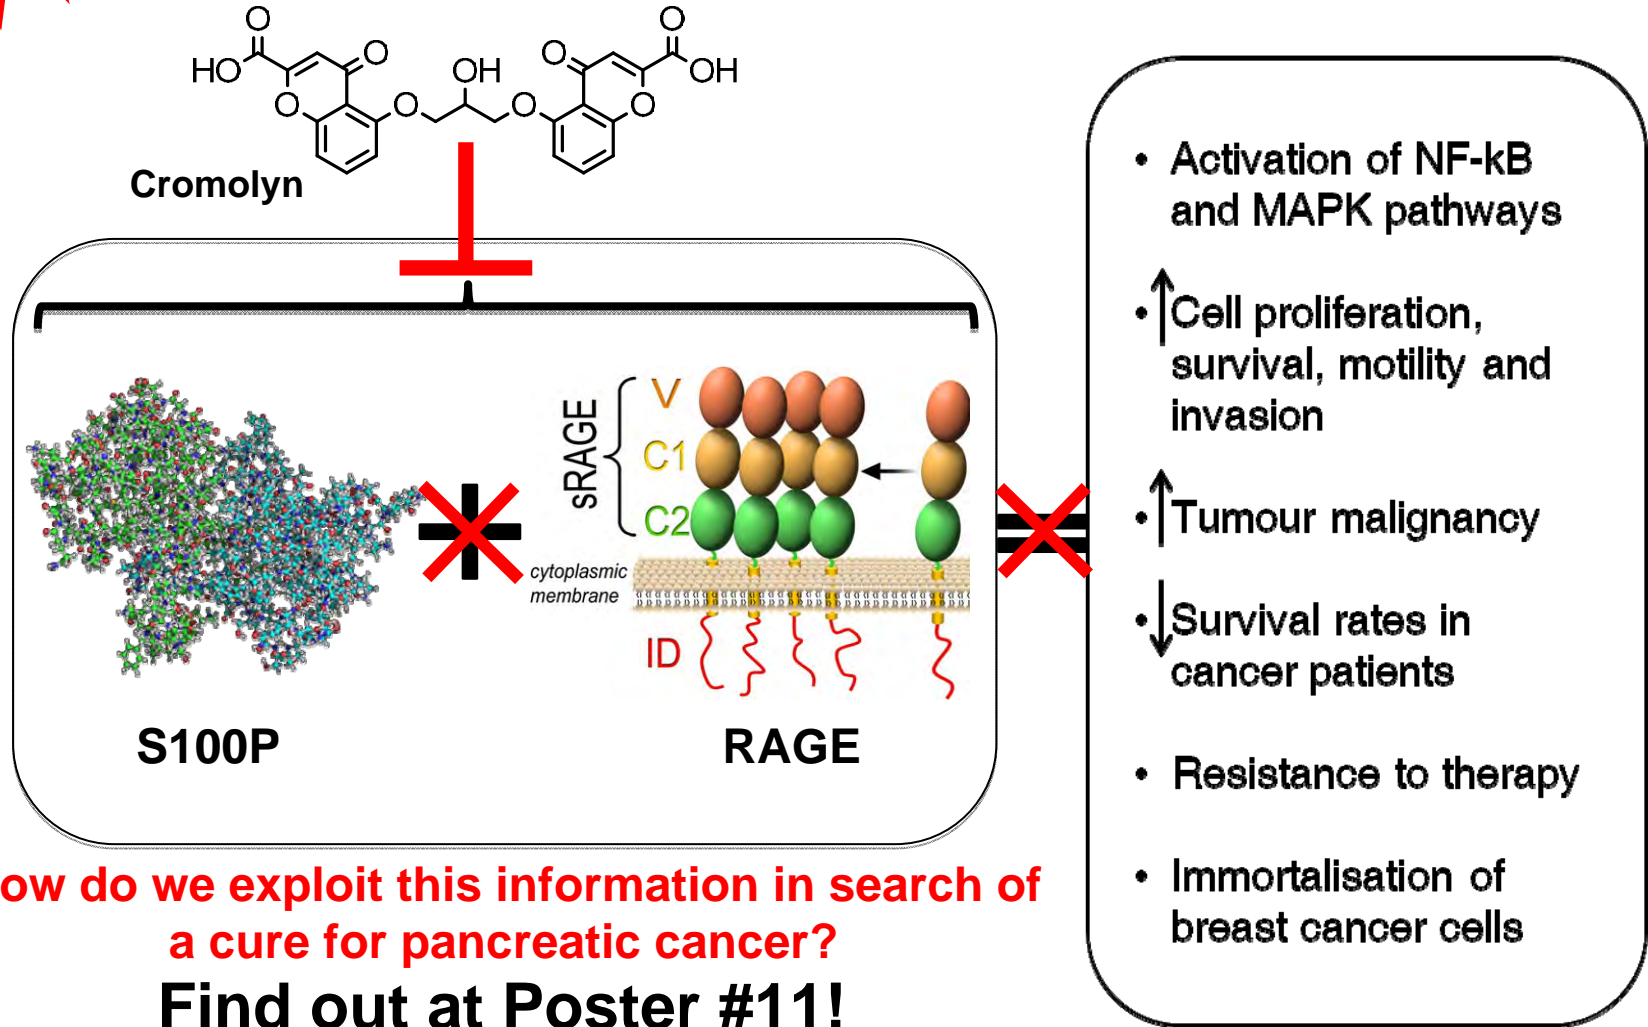 O
O
O
O
HO
OH
OH
O
O
O
O
Cromolyn
• Activation of NF-kB
and MAPK pathways
• Cell proliferation,
survival, motility and
invasion
• Tumour malignancy
• Survival rates in
cancer patients
• Resistance to therapy
• Immortalisation of
breast cancer cells
sRAGE
V
C1
C2
cytoplasmic
membrane
ID
S100P
RAGE
ow do we exploit this information in search of
a cure for pancreatic cancer?
Find out at Poster #11!